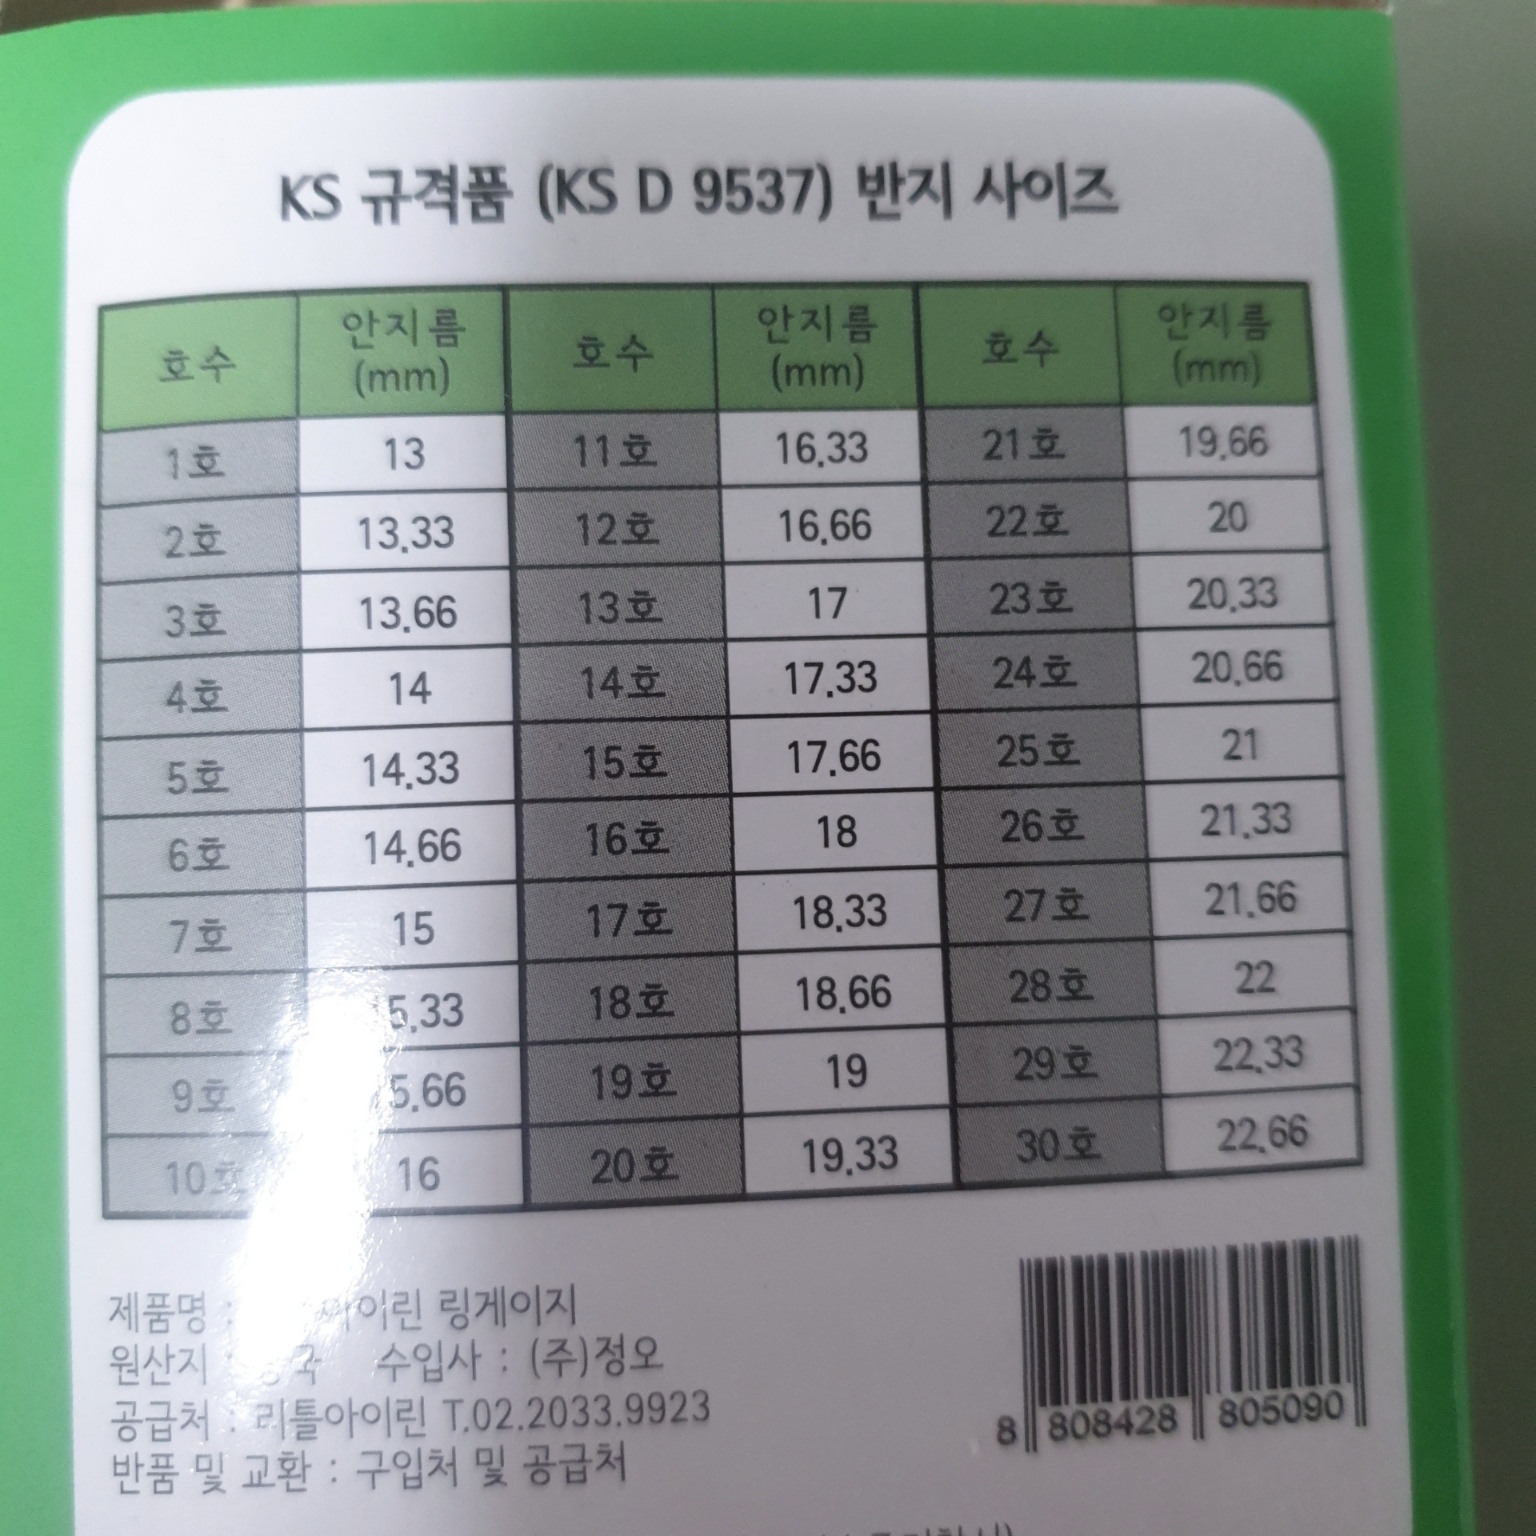 KS 규격품 (KS D 9537) 반지 사이즈
호수 안지름 (mm) 호수 안지름 (mm) 호수 안지름 (mm)
1호 13 11호 16.33 21호 19.66
2호 13.33 12호 16.66 22호 20
3호 13.66 13호 17 23호 20.33
4호 14 14호 17.33 24호 20.66
5호 14.33 15호 17.66 25호 21
6호 14.66 16호 18 26호 21.33
7호 15 17호 18.33 27호 21.66
8호 5.33 18호 18.66 28호 22
9호 5.66 19호 19 29호 22.33
10호 16 20호 19.33 30호 22.66
제품명 : 아이린 링게이지
원산지 : 수입사 : (주)정오
공급처 : 리틀아이린 T.02.2033.9923
반품 및 교환 : 구입처 및 공급처
8 808428 805090